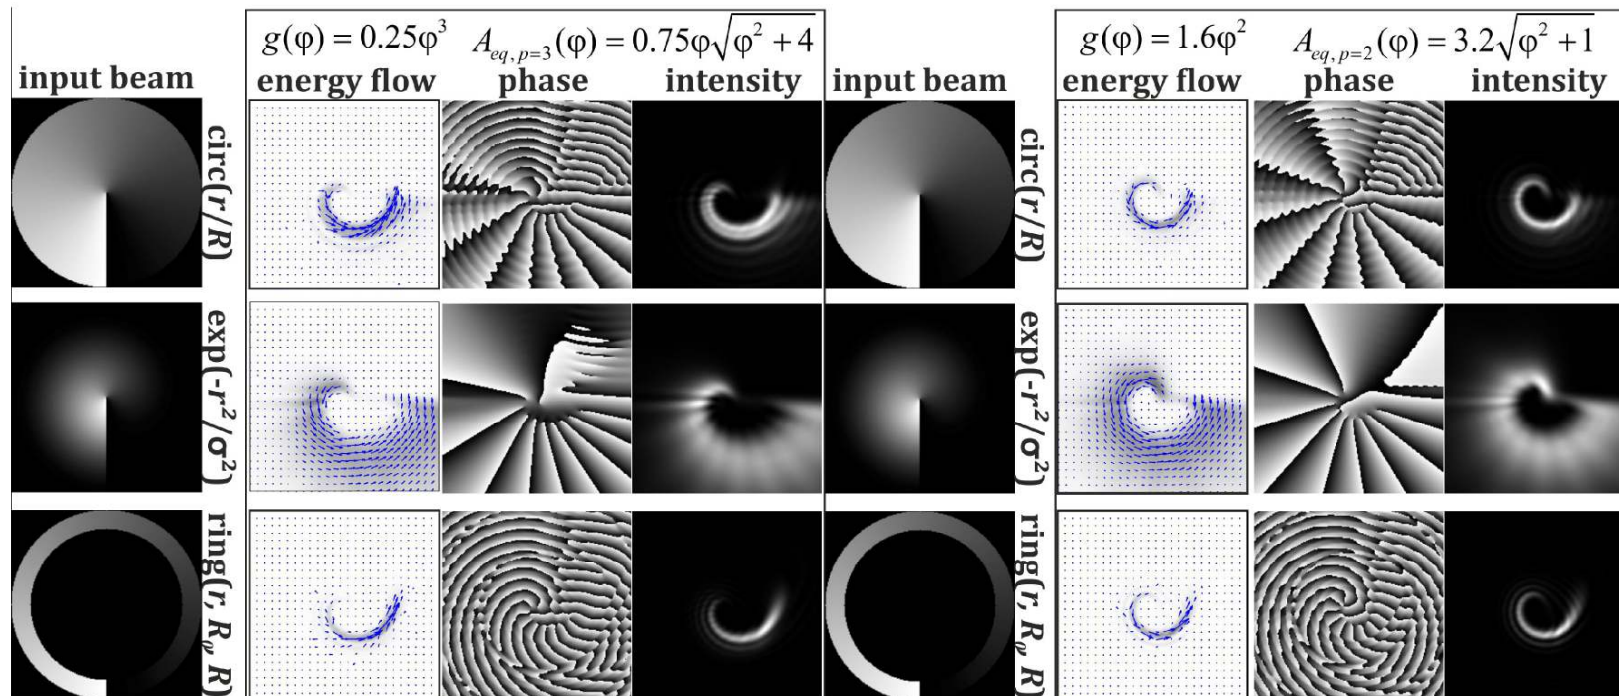 g(φ) = 0.25φ³ A_{eq, p=3}(φ) = 0.75φ√(φ² + 4)
input beam energy flow phase intensity
circ(r/R)
exp(-r²/σ²)
ring(r, R₀, R)
g(φ) = 1.6φ² A_{eq, p=2}(φ) = 3.2√(φ² + 1)
input beam energy flow phase intensity
circ(r/R)
exp(-r²/σ²)
ring(r, R₀, R)